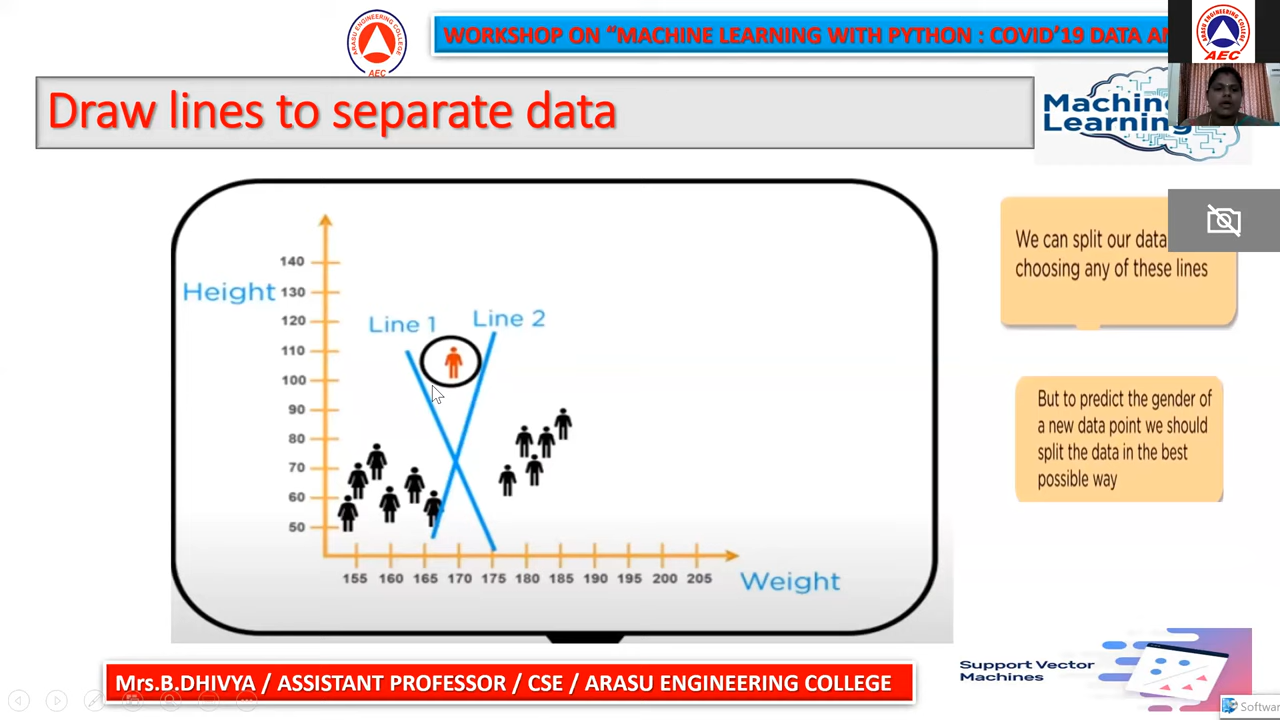 ARASU ENGINEERING COLLEGE
AEC
WORKSHOP ON “MACHINE LEARNING WITH PYTHON : COVID’19 DATA AN
AEC
Draw lines to separate data
Machine
Learning
We can split our data
choosing any of these lines
But to predict the gender of
a new data point we should
split the data in the best
possible way
Height
140
130
120
110
100
90
80
70
60
50
Line 1
Line 2
155 160 165 170 175 180 185 190 195 200 205
Weight
Support Vector
Machines
Mrs.B.DHIVYA / ASSISTANT PROFESSOR / CSE / ARASU ENGINEERING COLLEGE